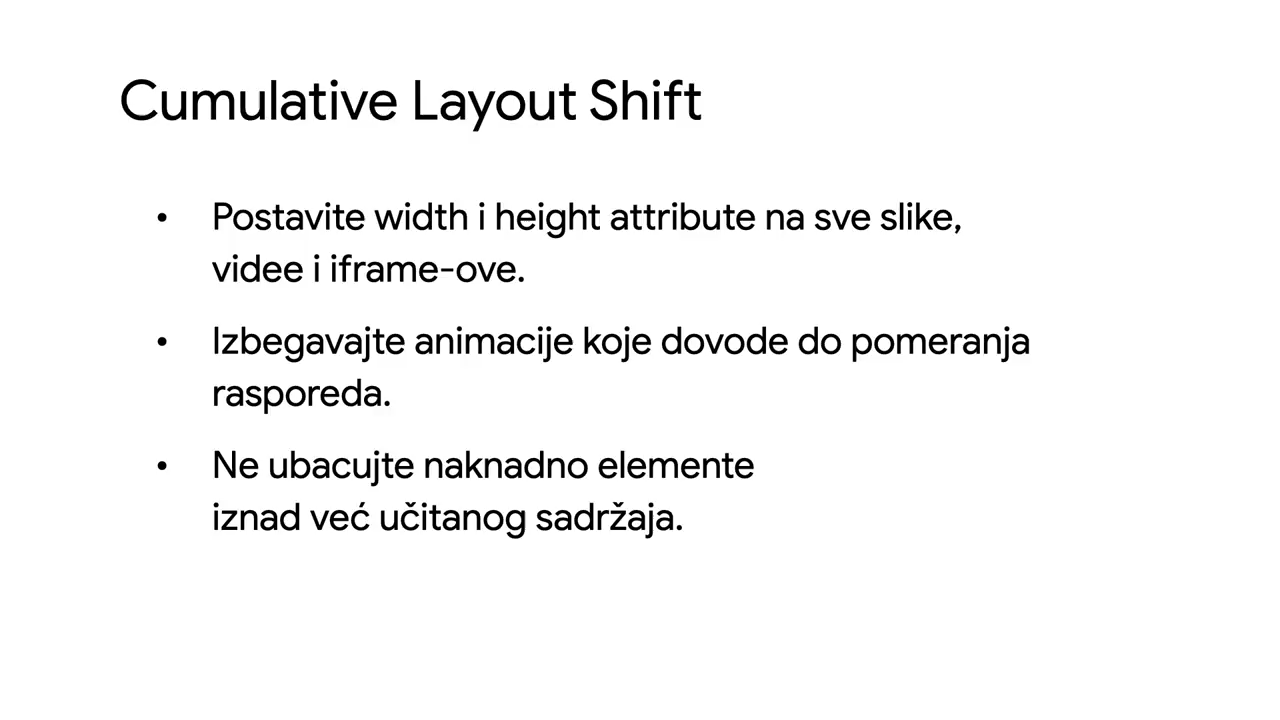 Cumulative Layout Shift
• Postavite width i height attribute na sve slike,
videe i iframe-ove.
• Izbegavajte animacije koje dovode do pomeranja
rasporeda.
• Ne ubacujte naknadno elemente
iznad već učitanog sadržaja.